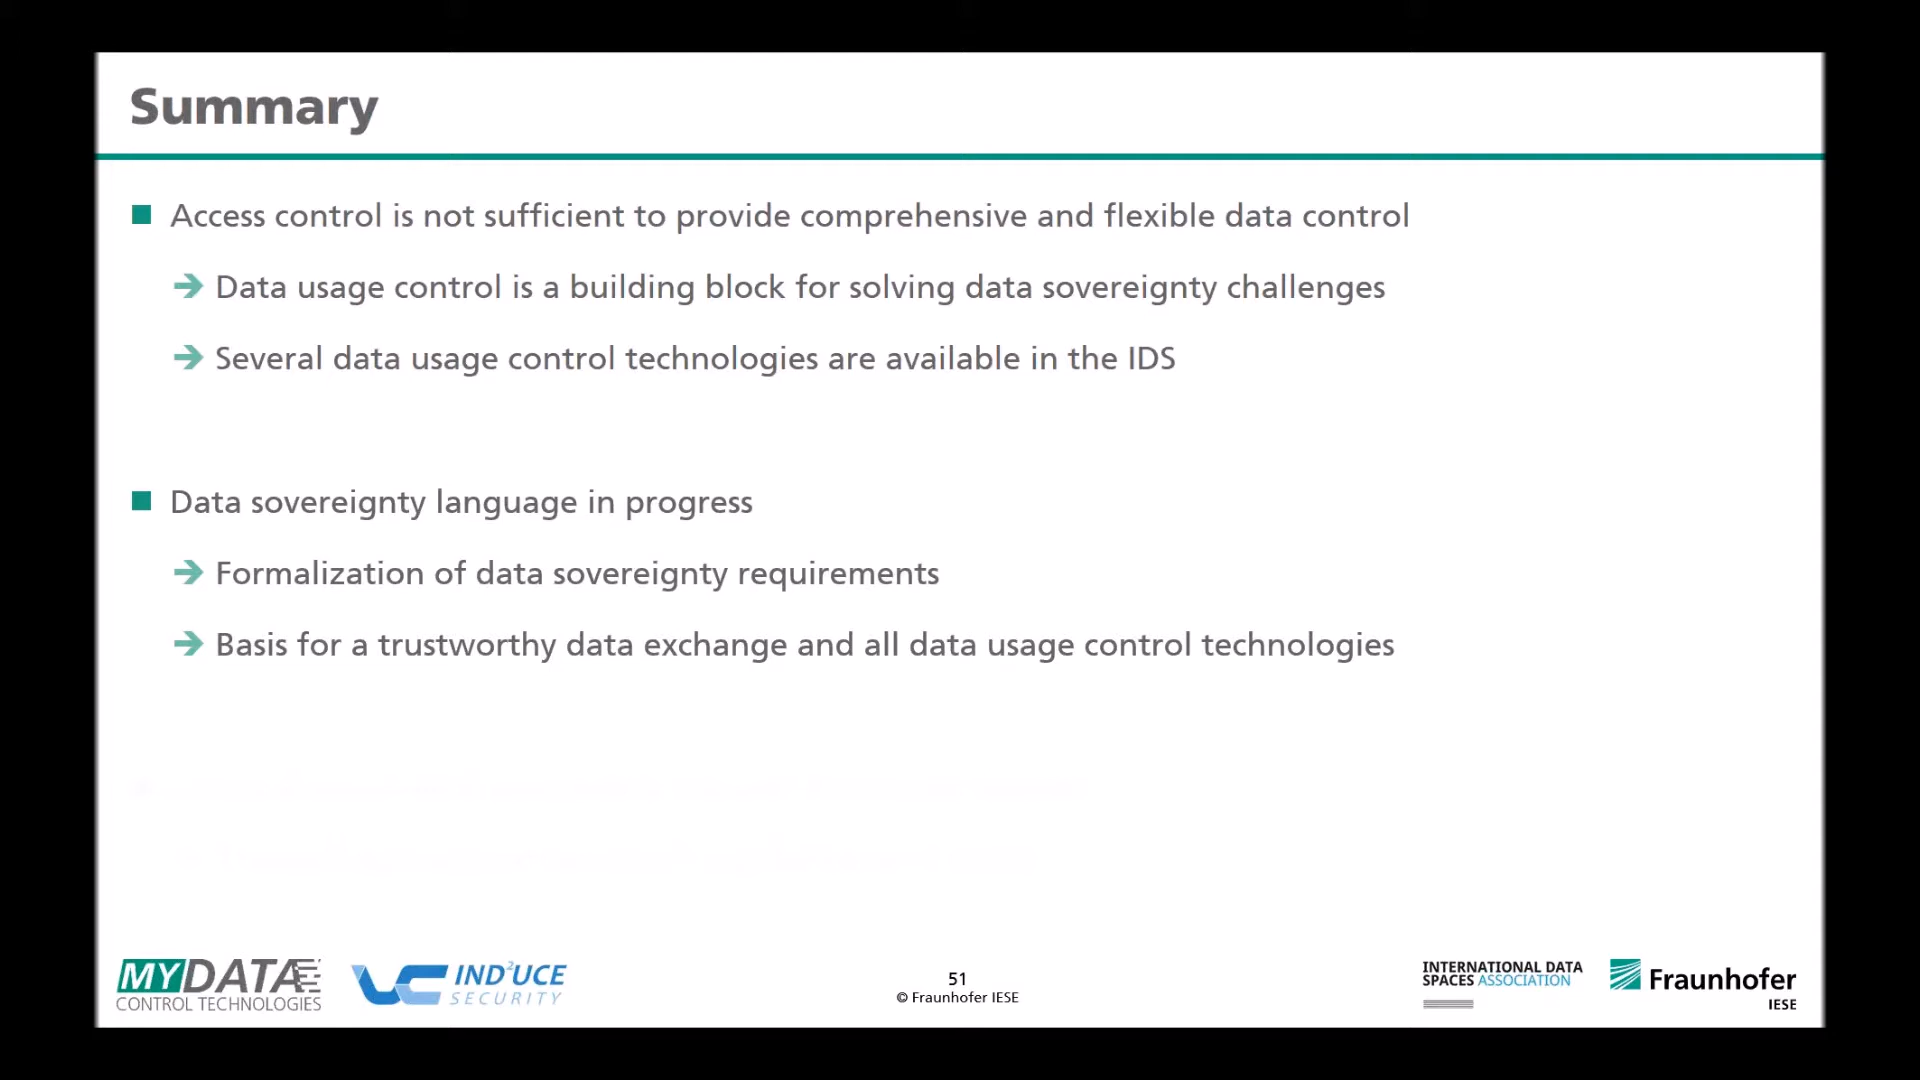 Summary
Access control is not sufficient to provide comprehensive and flexible data control
Data usage control is a building block for solving data sovereignty challenges
Several data usage control technologies are available in the IDS
Data sovereignty language in progress
Formalization of data sovereignty requirements
Basis for a trustworthy data exchange and all data usage control technologies
MYDATA
CONTROL TECHNOLOGIES
IND²UCE
SECURITY
51
© Fraunhofer IESE
INTERNATIONAL DATA
SPACES ASSOCIATION
Fraunhofer
IESE